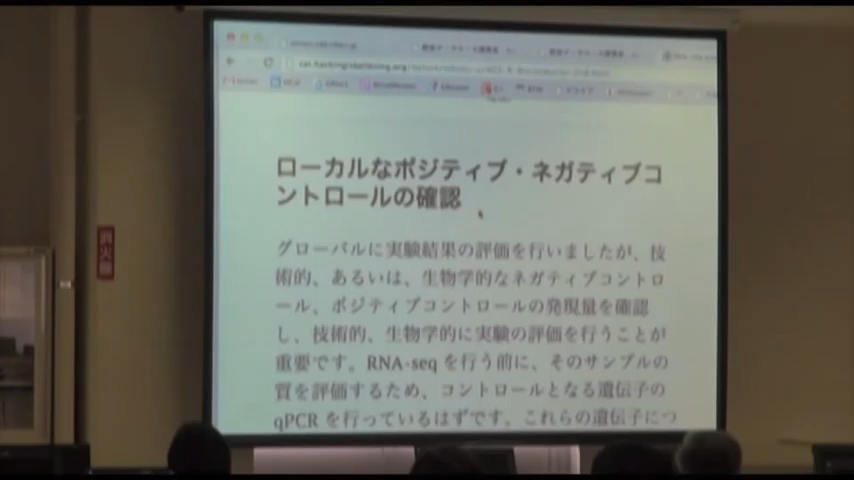 ローカルなポジティブ・ネガティブコ
ントロールの確認
グローバルに実験結果の評価を行いましたが、技
術的、あるいは、生物学的なネガティブコントロ
ール、ポジティブコントロールの発現量を確認
し、技術的、生物学的に実験の評価を行うことが
重要です。RNA-seq を行う前に、そのサンプルの
質を評価するため、コントロールとなる遺伝子の
qPCR を行っているはずです。これらの遺伝子につ
消火器